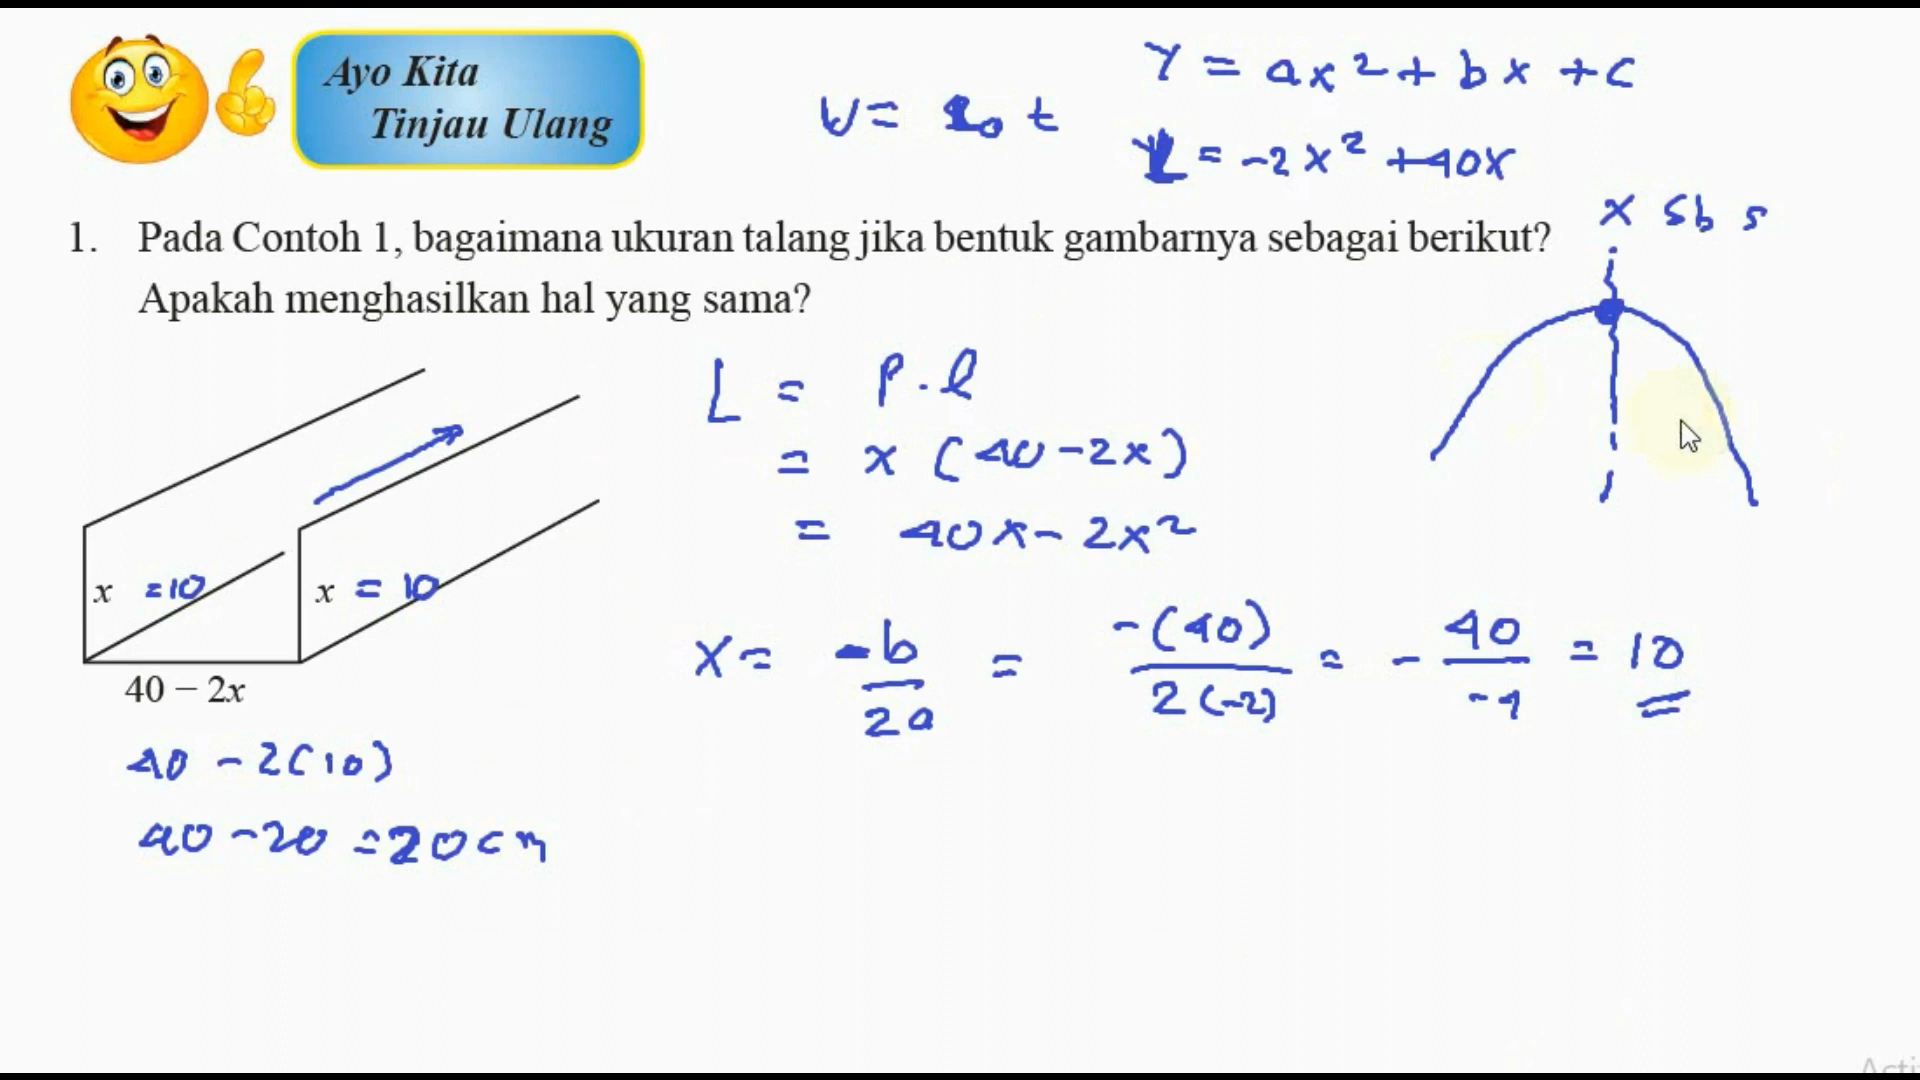 Ayo Kita
Tinjau Ulang
Y = ax² + bx + c
L = -2x² + 40x
x sb s
1. Pada Contoh 1, bagaimana ukuran talang jika bentuk gambarnya sebagai berikut?
Apakah menghasilkan hal yang sama?
L = p . l
= x (40 - 2x)
= 40x - 2x²
x = 10
x = 10
40 – 2x
x = -b / 2a = -(40) / 2(-2) = - 40 / -4 = 10
40 - 2(10)
40 - 20 = 20 cm